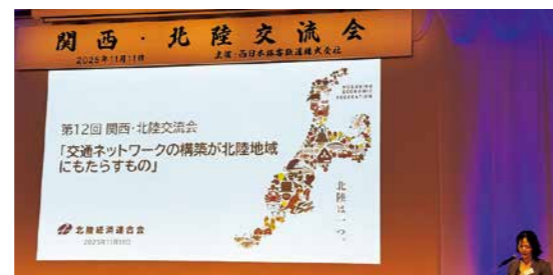 関西・北陸交流会
2025年11月11日 主催・西日本旅客鉄道株式会社
HOKURIKU
ECONOMIC
FEDERATION
第12回 関西・北陸交流会
「交通ネットワークの構築が北陸地域
にもたらすもの」
北陸は一つ。
北陸経済連合会
2025年11月11日